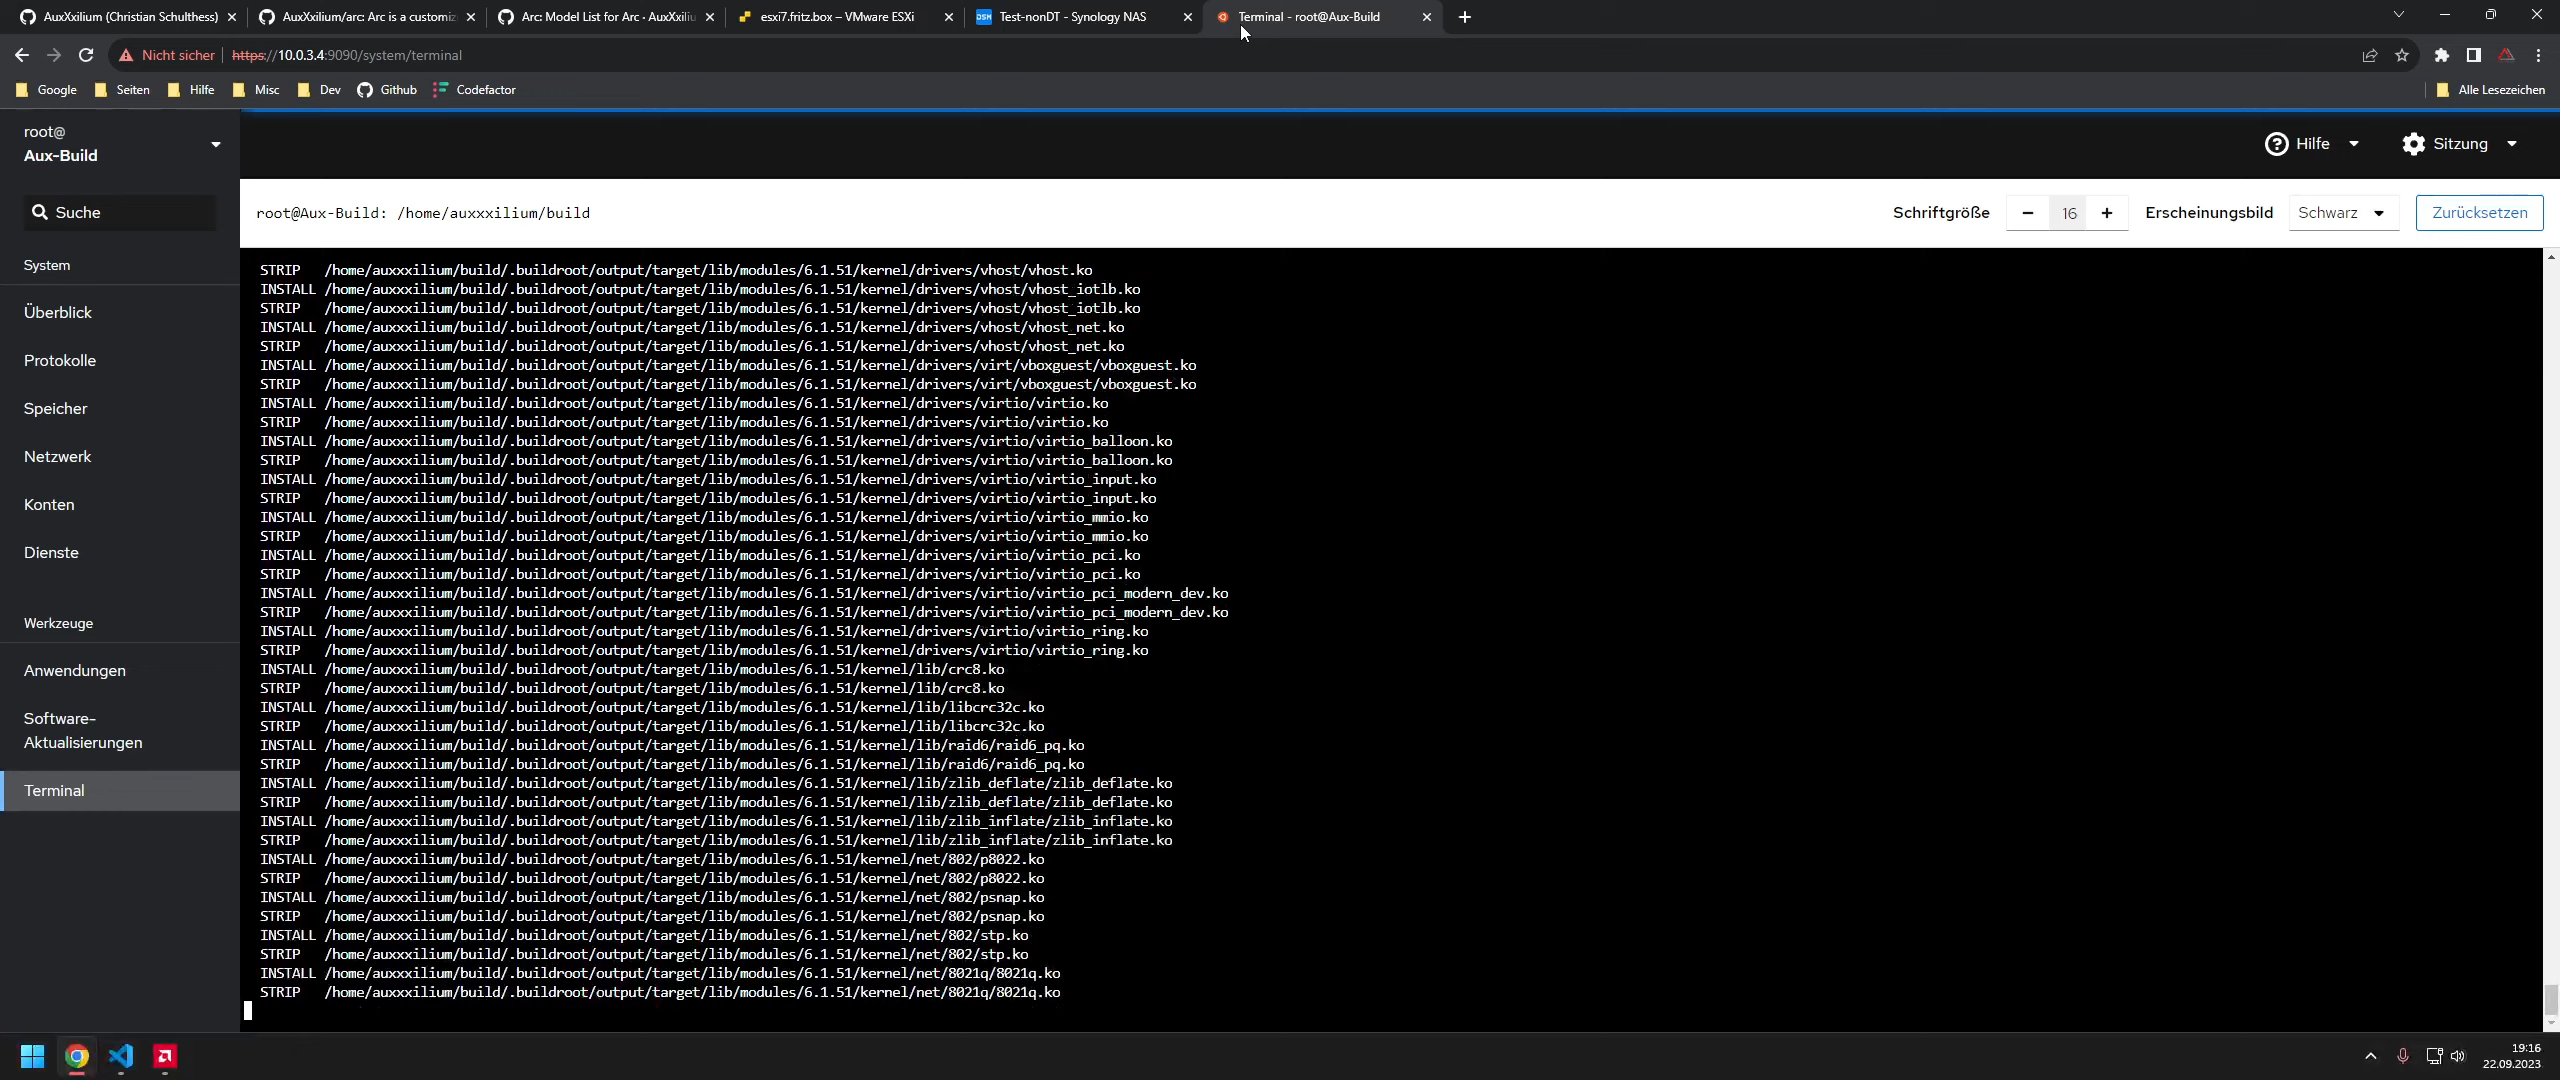 AuxXxilium (Christian Schulthess)
AuxXxilium/arc: Arc is a customiz
Arc: Model List for Arc · AuxXxiliu
esxi7.fritz.box – VMware ESXi
DSM Test-nonDT - Synology NAS
Terminal - root@Aux-Build
Nicht sicher https://10.0.3.4:9090/system/terminal
Google Seiten Hilfe Misc Dev Github Codefactor Alle Lesezeichen
root@
Aux-Build
Hilfe Sitzung
Suche
root@Aux-Build: /home/auxxxilium/build
Schriftgröße 16 Erscheinungsbild Schwarz Zurücksetzen
System
Überblick
Protokolle
Speicher
Netzwerk
Konten
Dienste
Werkzeuge
Anwendungen
Software-
Aktualisierungen
Terminal
STRIP /home/auxxxilium/build/.buildroot/output/target/lib/modules/6.1.51/kernel/drivers/vhost/vhost.ko
INSTALL /home/auxxxilium/build/.buildroot/output/target/lib/modules/6.1.51/kernel/drivers/vhost/vhost_iotlb.ko
STRIP /home/auxxxilium/build/.buildroot/output/target/lib/modules/6.1.51/kernel/drivers/vhost/vhost_iotlb.ko
INSTALL /home/auxxxilium/build/.buildroot/output/target/lib/modules/6.1.51/kernel/drivers/vhost/vhost_net.ko
STRIP /home/auxxxilium/build/.buildroot/output/target/lib/modules/6.1.51/kernel/drivers/vhost/vhost_net.ko
INSTALL /home/auxxxilium/build/.buildroot/output/target/lib/modules/6.1.51/kernel/drivers/virt/vboxguest/vboxguest.ko
STRIP /home/auxxxilium/build/.buildroot/output/target/lib/modules/6.1.51/kernel/drivers/virt/vboxguest/vboxguest.ko
INSTALL /home/auxxxilium/build/.buildroot/output/target/lib/modules/6.1.51/kernel/drivers/virtio/virtio.ko
STRIP /home/auxxxilium/build/.buildroot/output/target/lib/modules/6.1.51/kernel/drivers/virtio/virtio.ko
INSTALL /home/auxxxilium/build/.buildroot/output/target/lib/modules/6.1.51/kernel/drivers/virtio/virtio_balloon.ko
STRIP /home/auxxxilium/build/.buildroot/output/target/lib/modules/6.1.51/kernel/drivers/virtio/virtio_balloon.ko
INSTALL /home/auxxxilium/build/.buildroot/output/target/lib/modules/6.1.51/kernel/drivers/virtio/virtio_input.ko
STRIP /home/auxxxilium/build/.buildroot/output/target/lib/modules/6.1.51/kernel/drivers/virtio/virtio_input.ko
INSTALL /home/auxxxilium/build/.buildroot/output/target/lib/modules/6.1.51/kernel/drivers/virtio/virtio_mmio.ko
STRIP /home/auxxxilium/build/.buildroot/output/target/lib/modules/6.1.51/kernel/drivers/virtio/virtio_mmio.ko
INSTALL /home/auxxxilium/build/.buildroot/output/target/lib/modules/6.1.51/kernel/drivers/virtio/virtio_pci.ko
STRIP /home/auxxxilium/build/.buildroot/output/target/lib/modules/6.1.51/kernel/drivers/virtio/virtio_pci.ko
INSTALL /home/auxxxilium/build/.buildroot/output/target/lib/modules/6.1.51/kernel/drivers/virtio/virtio_pci_modern_dev.ko
STRIP /home/auxxxilium/build/.buildroot/output/target/lib/modules/6.1.51/kernel/drivers/virtio/virtio_pci_modern_dev.ko
INSTALL /home/auxxxilium/build/.buildroot/output/target/lib/modules/6.1.51/kernel/drivers/virtio/virtio_ring.ko
STRIP /home/auxxxilium/build/.buildroot/output/target/lib/modules/6.1.51/kernel/drivers/virtio/virtio_ring.ko
INSTALL /home/auxxxilium/build/.buildroot/output/target/lib/modules/6.1.51/kernel/lib/crc8.ko
STRIP /home/auxxxilium/build/.buildroot/output/target/lib/modules/6.1.51/kernel/lib/crc8.ko
INSTALL /home/auxxxilium/build/.buildroot/output/target/lib/modules/6.1.51/kernel/lib/libcrc32c.ko
STRIP /home/auxxxilium/build/.buildroot/output/target/lib/modules/6.1.51/kernel/lib/libcrc32c.ko
INSTALL /home/auxxxilium/build/.buildroot/output/target/lib/modules/6.1.51/kernel/lib/raid6/raid6_pq.ko
STRIP /home/auxxxilium/build/.buildroot/output/target/lib/modules/6.1.51/kernel/lib/raid6/raid6_pq.ko
INSTALL /home/auxxxilium/build/.buildroot/output/target/lib/modules/6.1.51/kernel/lib/zlib_deflate/zlib_deflate.ko
STRIP /home/auxxxilium/build/.buildroot/output/target/lib/modules/6.1.51/kernel/lib/zlib_deflate/zlib_deflate.ko
INSTALL /home/auxxxilium/build/.buildroot/output/target/lib/modules/6.1.51/kernel/lib/zlib_inflate/zlib_inflate.ko
STRIP /home/auxxxilium/build/.buildroot/output/target/lib/modules/6.1.51/kernel/lib/zlib_inflate/zlib_inflate.ko
INSTALL /home/auxxxilium/build/.buildroot/output/target/lib/modules/6.1.51/kernel/net/802/p8022.ko
STRIP /home/auxxxilium/build/.buildroot/output/target/lib/modules/6.1.51/kernel/net/802/p8022.ko
INSTALL /home/auxxxilium/build/.buildroot/output/target/lib/modules/6.1.51/kernel/net/802/psnap.ko
STRIP /home/auxxxilium/build/.buildroot/output/target/lib/modules/6.1.51/kernel/net/802/psnap.ko
INSTALL /home/auxxxilium/build/.buildroot/output/target/lib/modules/6.1.51/kernel/net/802/stp.ko
STRIP /home/auxxxilium/build/.buildroot/output/target/lib/modules/6.1.51/kernel/net/802/stp.ko
INSTALL /home/auxxxilium/build/.buildroot/output/target/lib/modules/6.1.51/kernel/net/8021q/8021q.ko
STRIP /home/auxxxilium/build/.buildroot/output/target/lib/modules/6.1.51/kernel/net/8021q/8021q.ko
19:16
22.09.2023